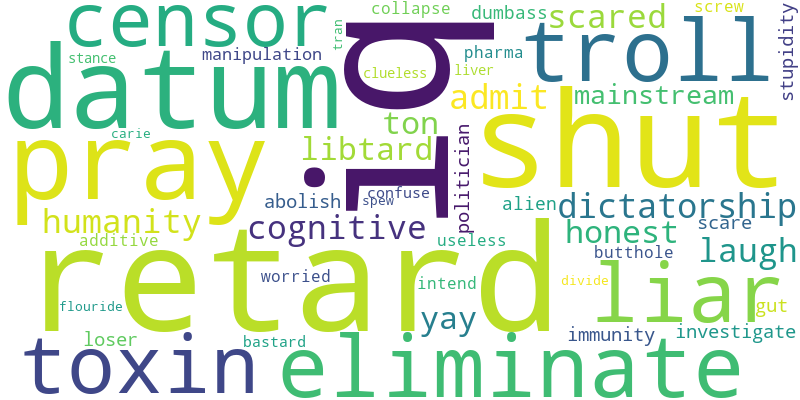 censor
collapse
dumbass
screw
scared
tran
troll
stupidity
manipulation
stance
pharma
datum
clueless
liver
iq
admit
mainstream
shut
ton
carie
pray
libtard
politician
confuse
spew
abolish
alien
dictatorship
humanity
cognitive
scare
honest
additive
useless
butthole
laugh
retard
worried
intend
divide
liar
flouride
yay
gut
loser
bastard
immunity
investigate
toxin
eliminate